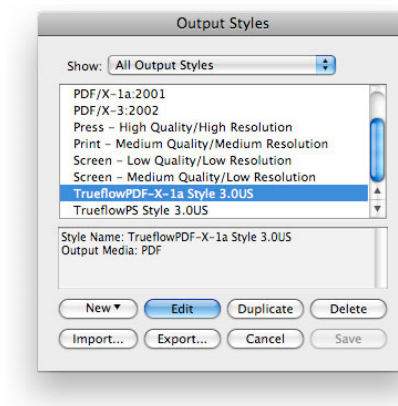 Output Styles
Show: All Output Styles
PDF/X-1a:2001
PDF/X-3:2002
Press – High Quality/High Resolution
Print – Medium Quality/Medium Resolution
Screen – Low Quality/Low Resolution
Screen – Medium Quality/Low Resolution
TrueflowPDF-X-1a Style 3.0US
TrueflowPS Style 3.0US
Style Name: TrueflowPDF-X-1a Style 3.0US
Output Media: PDF
New Edit Duplicate Delete
Import... Export... Cancel Save